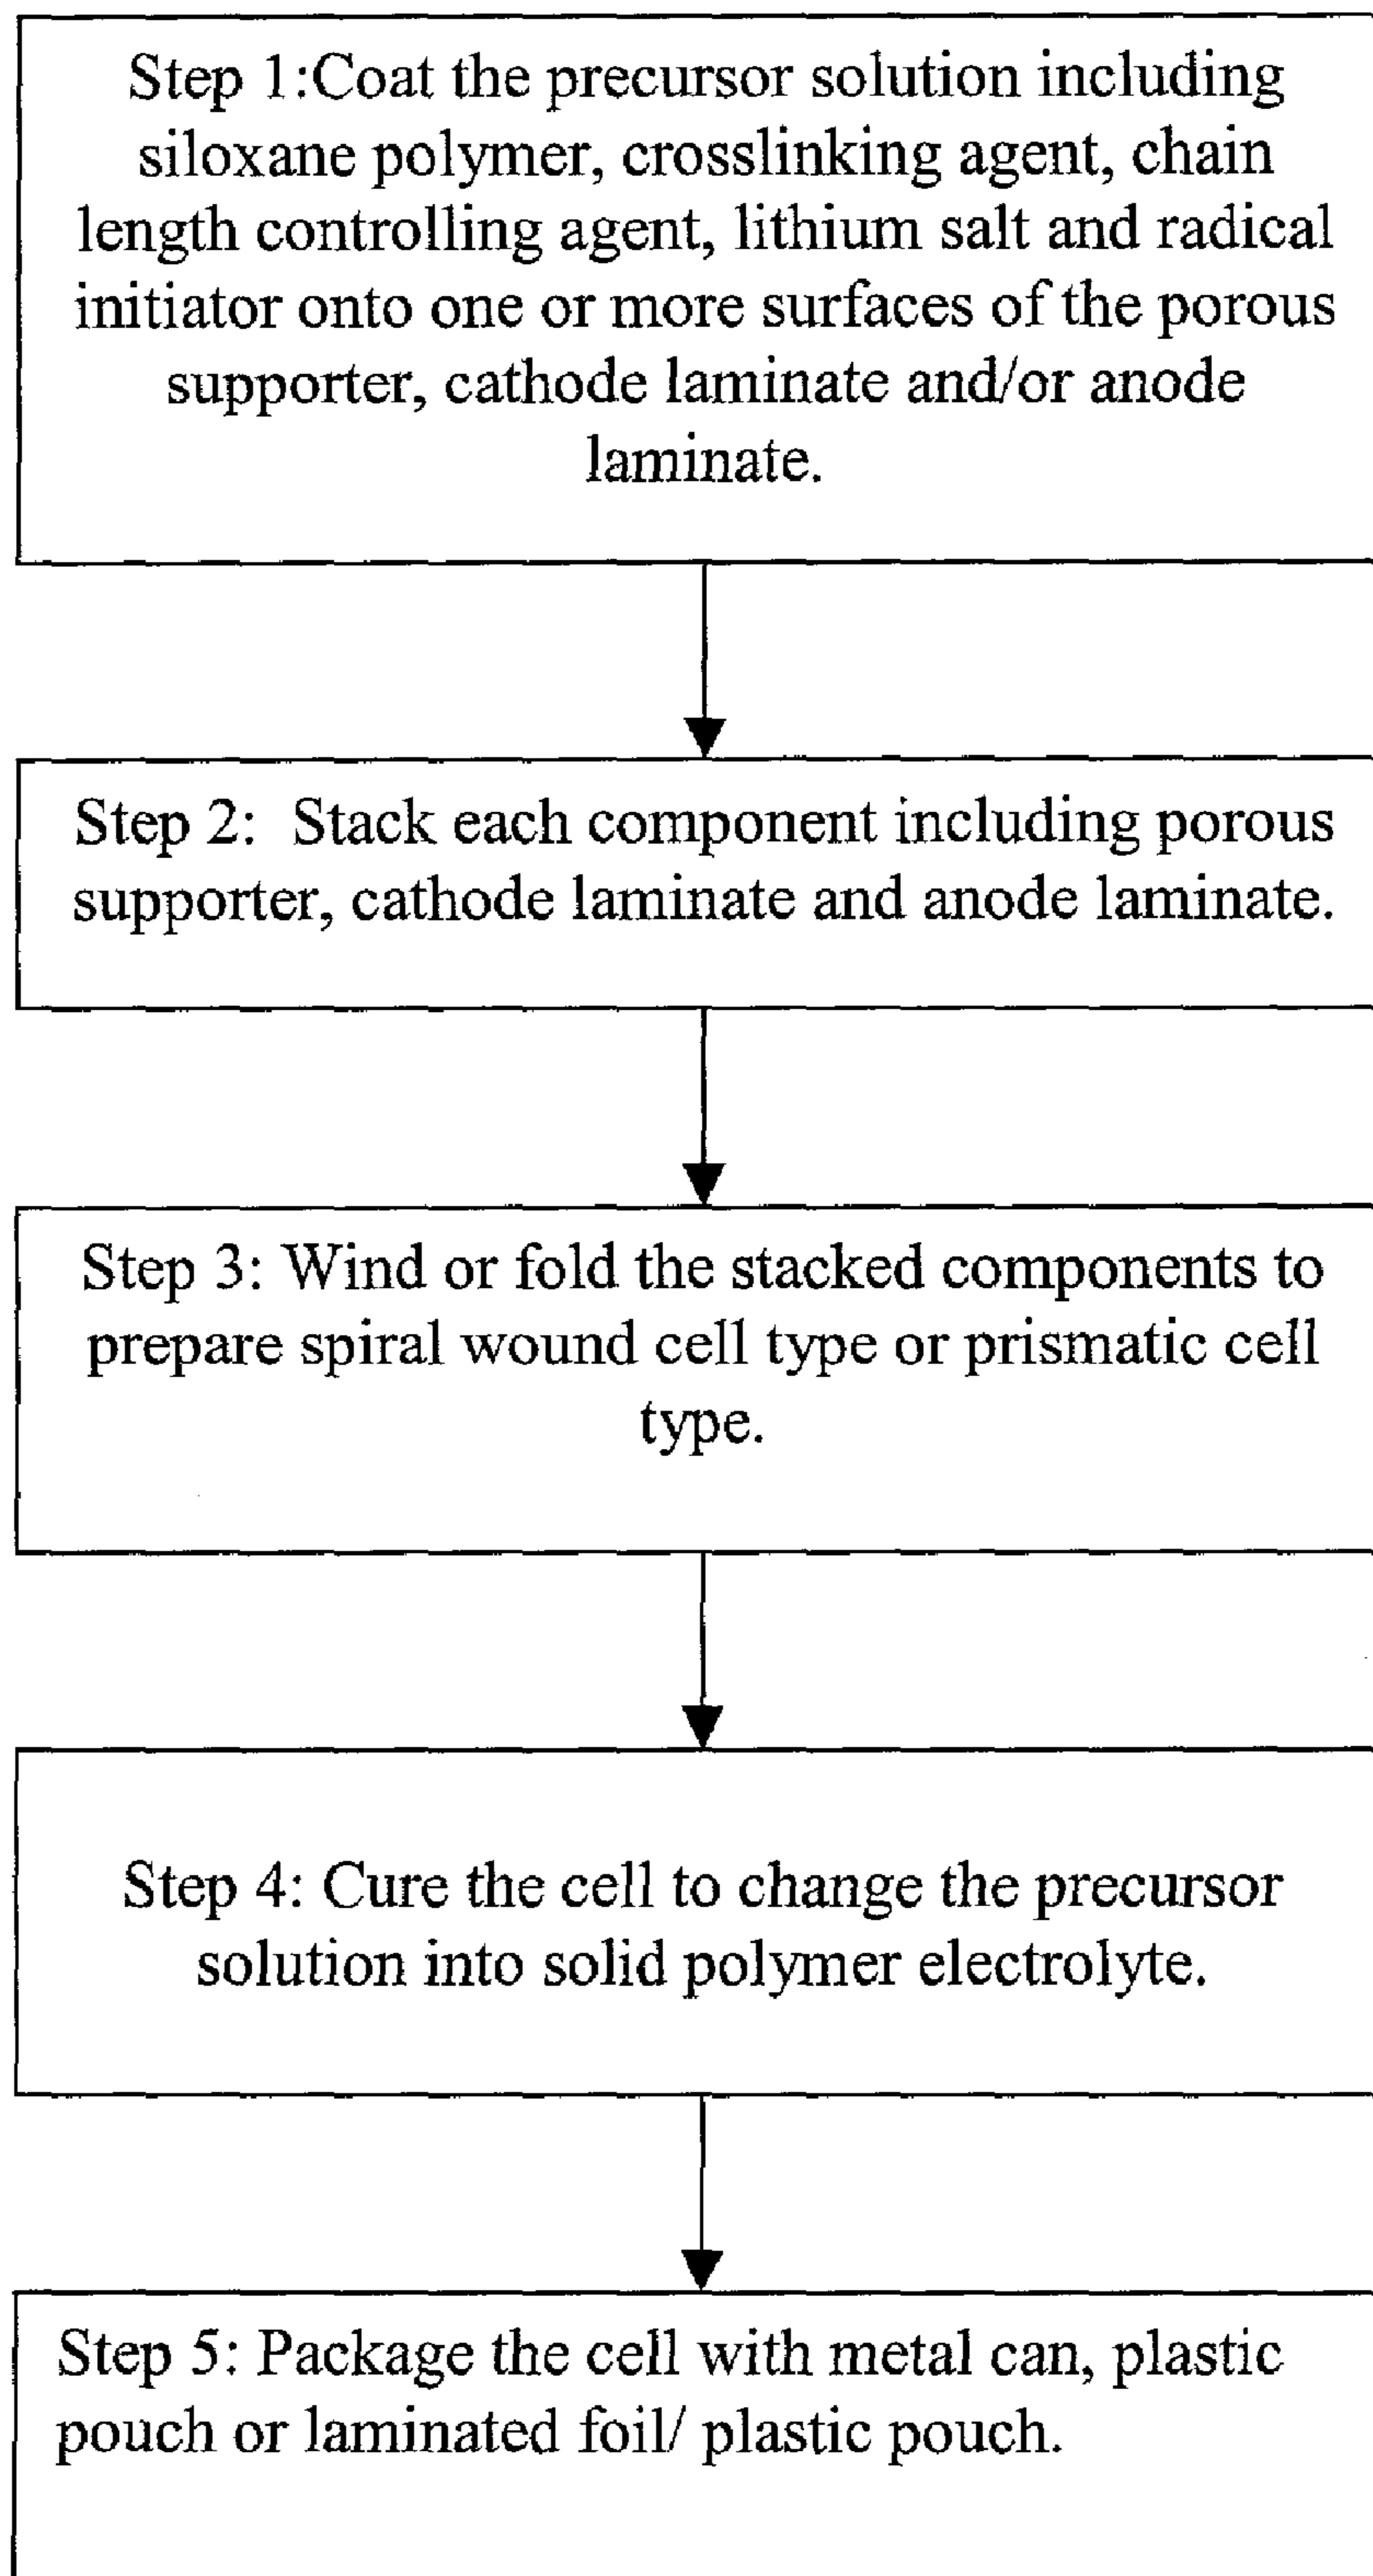 Step 1:Coat the precursor solution including
siloxane polymer, crosslinking agent, chain
length controlling agent, lithium salt and radical
initiator onto one or more surfaces of the porous
supporter, cathode laminate and/or anode
laminate.
Step 2:  Stack each component including porous
supporter, cathode laminate and anode laminate.
Step 3: Wind or fold the stacked components to
prepare spiral wound cell type or prismatic cell
type.
Step 4: Cure the cell to change the precursor
solution into solid polymer electrolyte.
Step 5: Package the cell with metal can, plastic
pouch or laminated foil/ plastic pouch.